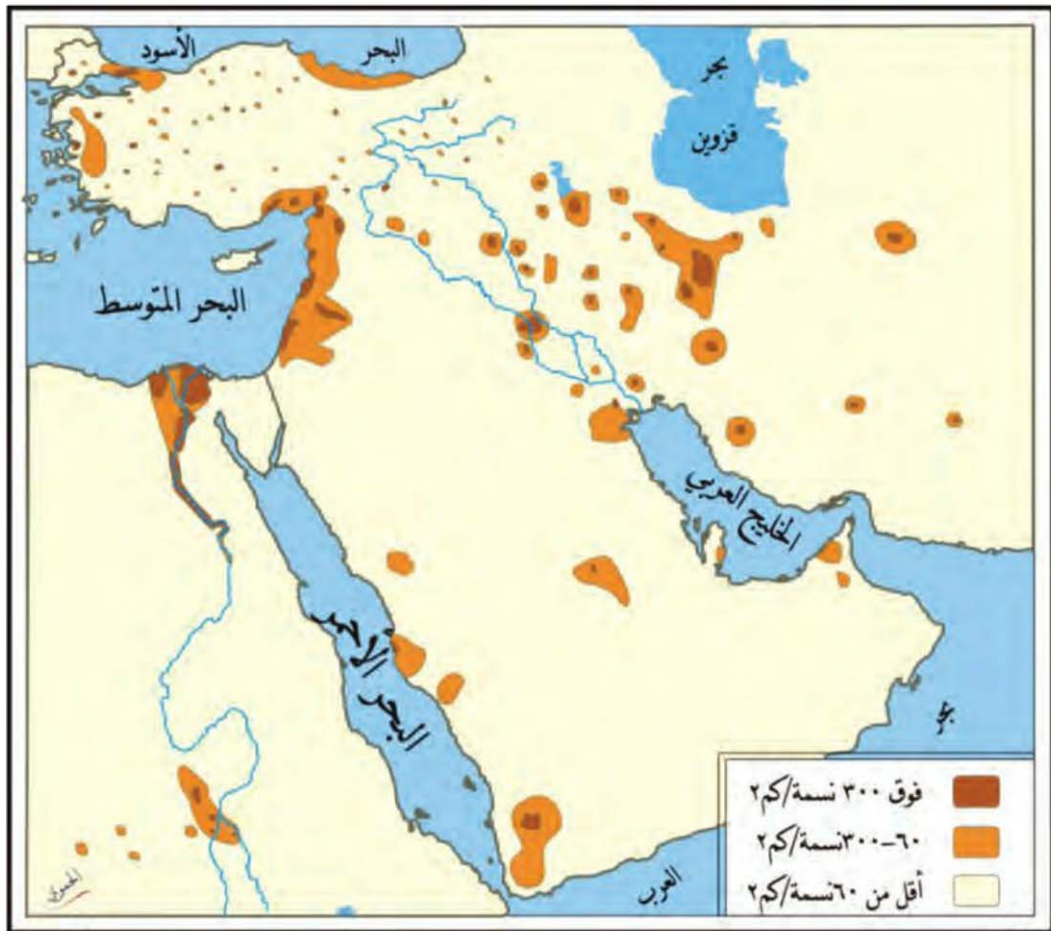 البحر
الأسود
بحر
قزوين
البحر المتوسط
الخليج العربي
البحر الاحمر
بحر
العرب
فوق ٣٠٠ نسمة/كم٢
٦٠-٣٠٠نسمة/كم٢
أقل من ٦٠نسمة/كم٢